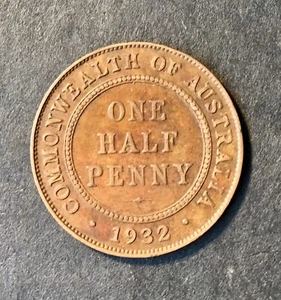 COMMONWEALTH OF AUSTRALIA
ONE
HALF
PENNY
· 1932 ·